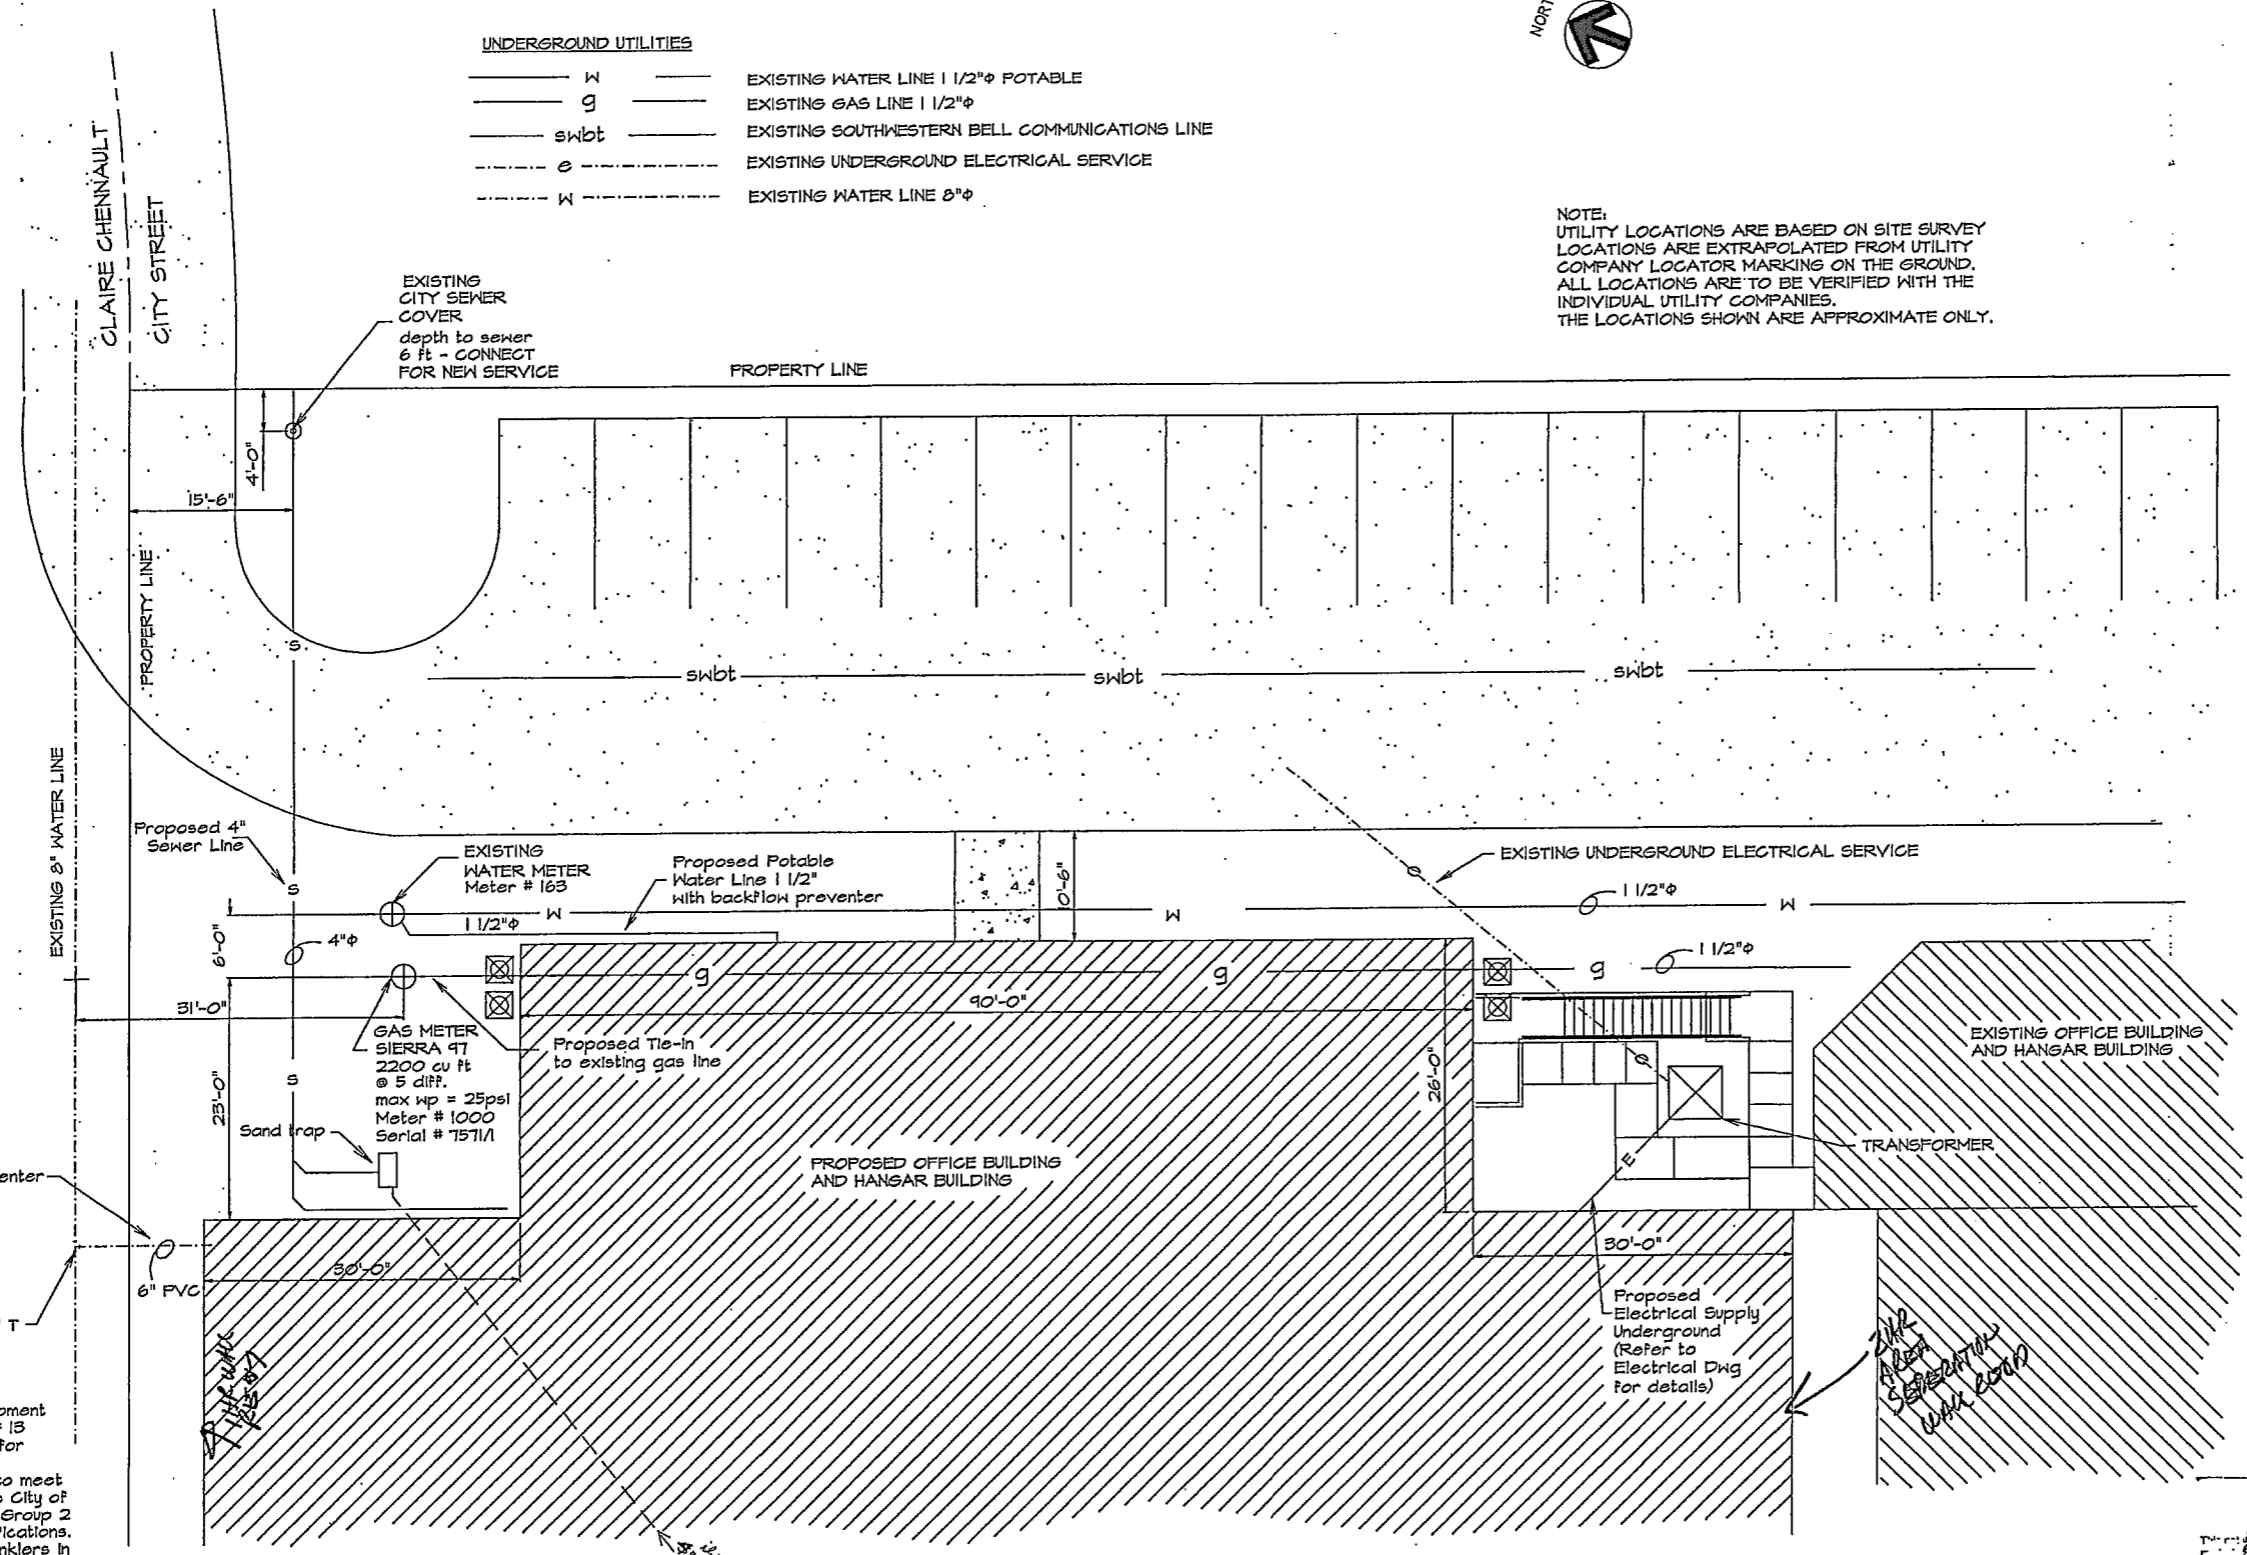 NORT
UNDERGROUND UTILITIES
W EXISTING WATER LINE 1 1/2"Φ POTABLE
g EXISTING GAS LINE 1 1/2"Φ
swbt EXISTING SOUTHWESTERN BELL COMMUNICATIONS LINE
e EXISTING UNDERGROUND ELECTRICAL SERVICE
W EXISTING WATER LINE 8"Φ
NOTE:
UTILITY LOCATIONS ARE BASED ON SITE SURVEY
LOCATIONS ARE EXTRAPOLATED FROM UTILITY
COMPANY LOCATOR MARKING ON THE GROUND.
ALL LOCATIONS ARE TO BE VERIFIED WITH THE
INDIVIDUAL UTILITY COMPANIES.
THE LOCATIONS SHOWN ARE APPROXIMATE ONLY.
CLAIRE CHENNAULT
CITY STREET
EXISTING
CITY SEWER
COVER
depth to sewer
6 ft - CONNECT
FOR NEW SERVICE
PROPERTY LINE
4'-0"
15'-6"
PROPERTY LINE
S
swbt
swbt
swbt
EXISTING 8" WATER LINE
Proposed 4"
Sewer Line
S
EXISTING
WATER METER
Meter # 163
Proposed Potable
Water Line 1 1/2"
with backflow preventer
10'-6"
EXISTING UNDERGROUND ELECTRICAL SERVICE
1 1/2"Φ
W
W
W
1 1/2"Φ
6'-0"
4"Φ
g
g
g
1 1/2"Φ
31'-0"
90'-0"
GAS METER
SIERRA 97
2200 cu ft
@ 5 diff.
max wp = 25psi
Meter # 1000
Serial # 7571/1
Proposed Tie-in
to existing gas line
S
23'-0"
26'-0"
Sand trap
EXISTING OFFICE BUILDING
AND HANGAR BUILDING
PROPOSED OFFICE BUILDING
AND HANGAR BUILDING
TRANSFORMER
E
enter
6" PVC
30'-0"
30'-0"
T
Proposed
Electrical Supply
Underground
(Refer to
Electrical Dwg
for details)
1 HR WALL
2 HR
AREA
SEPERATION
WALL
pment
13
for
to meet
City of
Group 2
fications.
nklers in